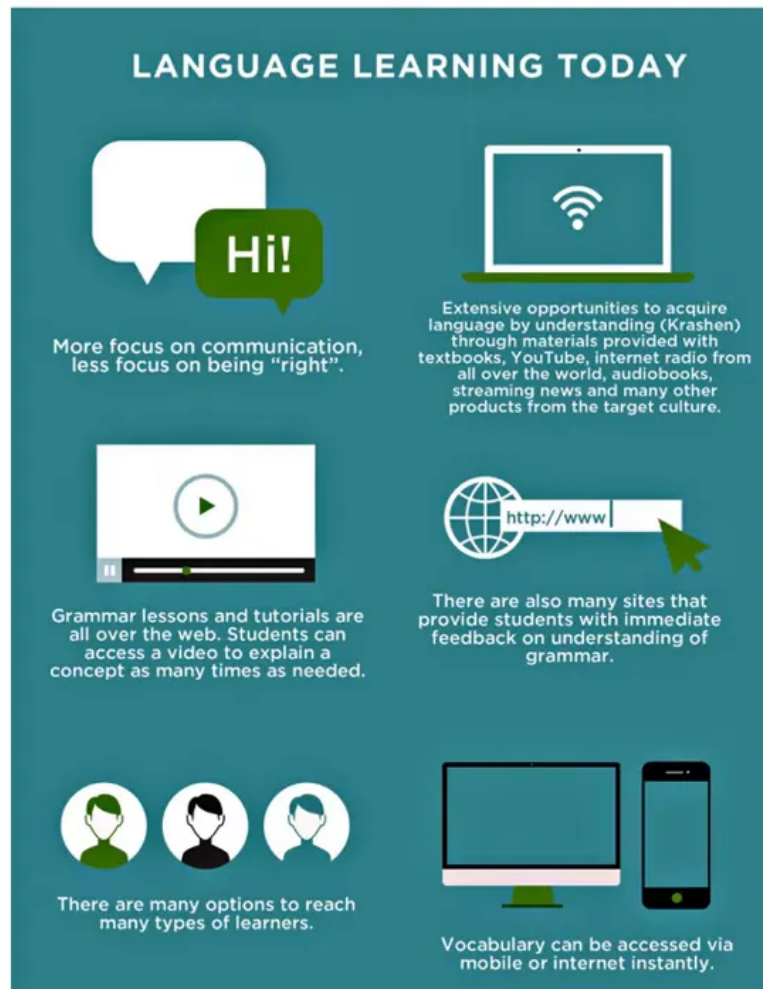 LANGUAGE LEARNING TODAY
Hi!
More focus on communication,
less focus on being “right”.
Extensive opportunities to acquire
language by understanding (Krashen)
through materials provided with
textbooks, YouTube, internet radio from
all over the world, audiobooks,
streaming news and many other
products from the target culture.
Grammar lessons and tutorials are
all over the web. Students can
access a video to explain a
concept as many times as needed.
http://www
There are also many sites that
provide students with immediate
feedback on understanding of
grammar.
There are many options to reach
many types of learners.
Vocabulary can be accessed via
mobile or internet instantly.